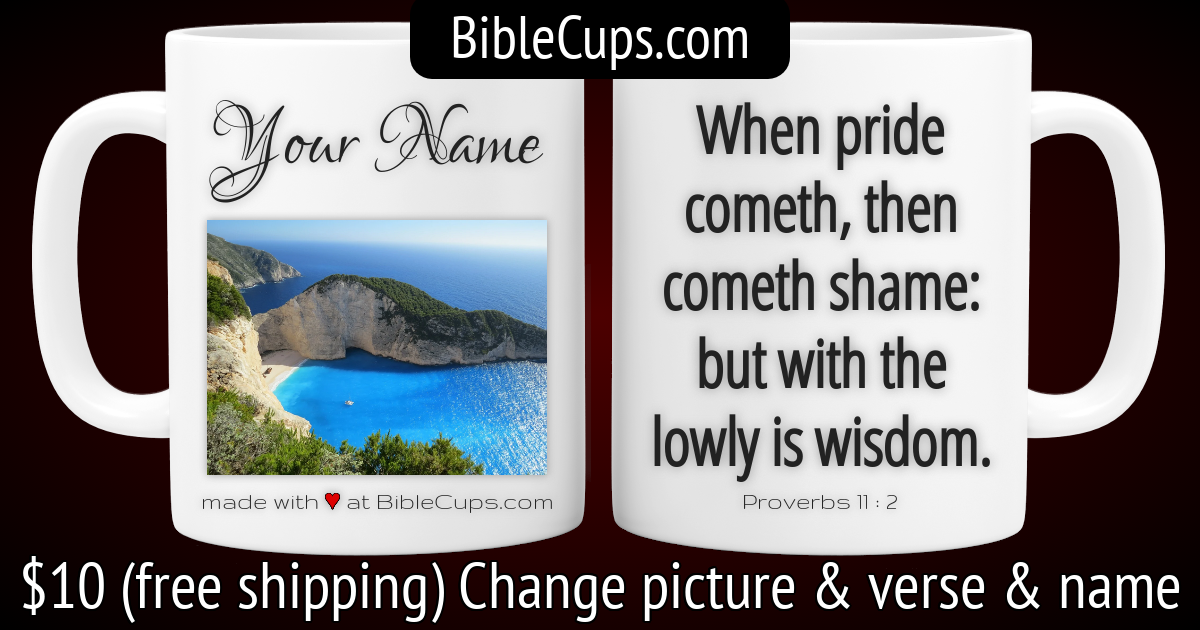 BibleCups.com
Your Name
made with ♥ at BibleCups.com
When pride
cometh, then
cometh shame:
but with the
lowly is wisdom.
Proverbs 11 : 2
$10 (free shipping) Change picture & verse & name